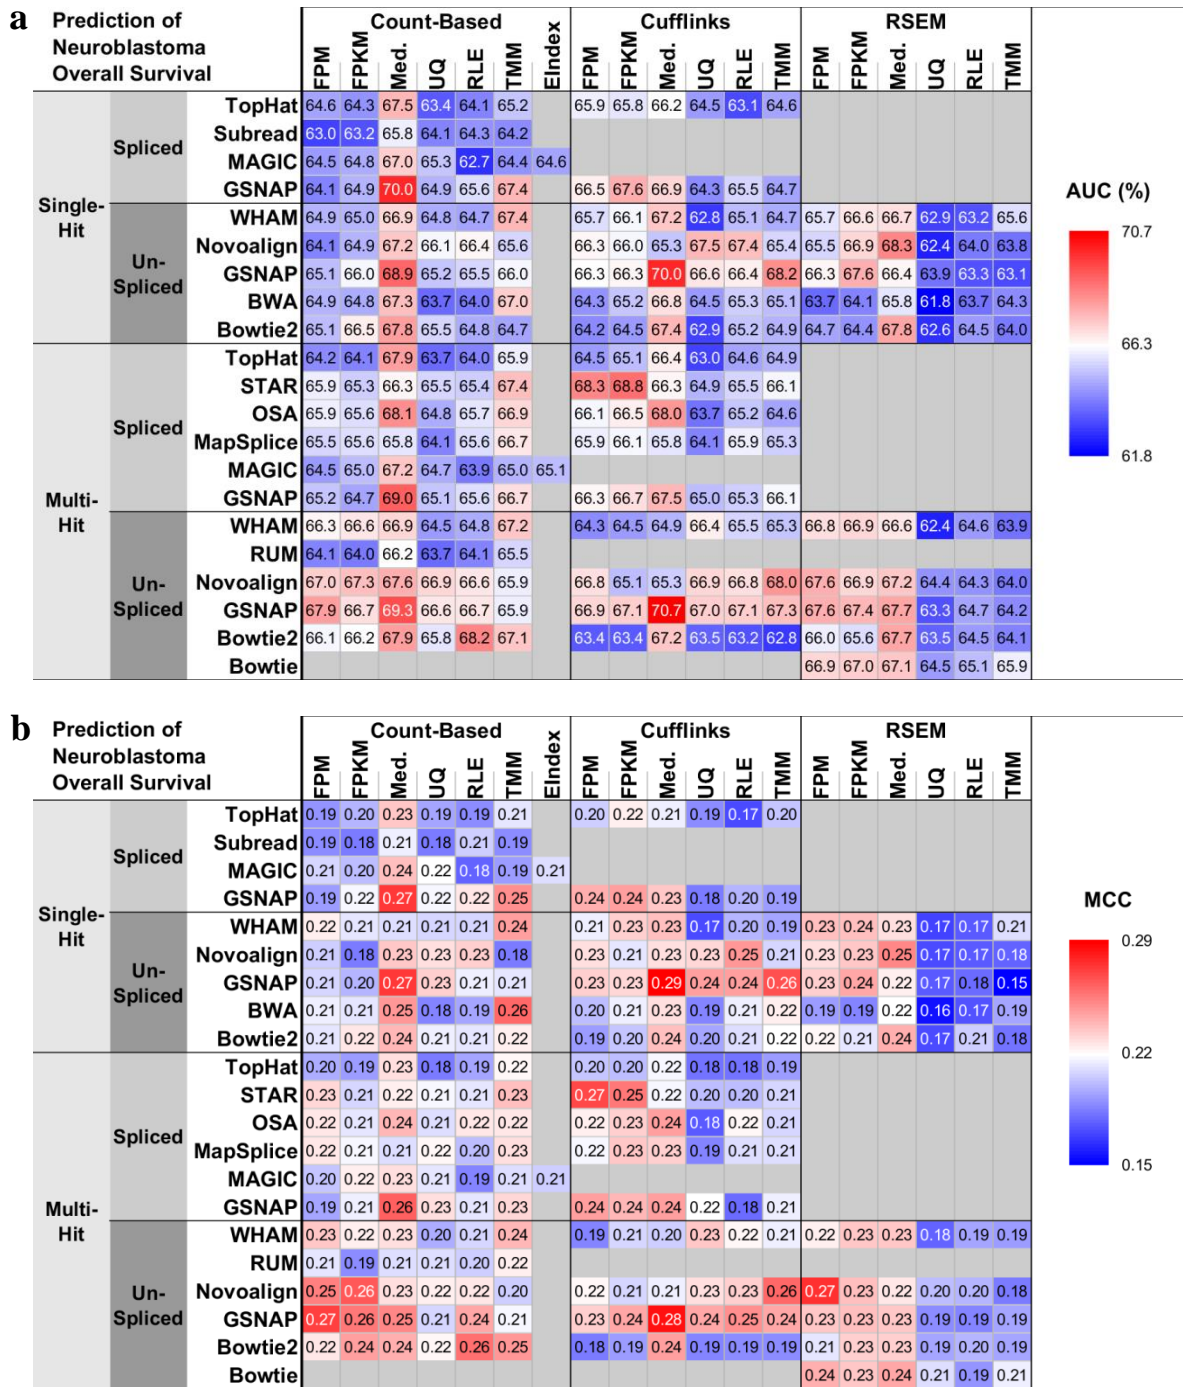 a Prediction of Neuroblastoma Overall Survival
Count-Based Cufflinks RSEM
FPM FPKM Med. UQ RLE TMM EIndex FPM FPKM Med. UQ RLE TMM FPM FPKM Med. UQ RLE TMM
Single-Hit
Spliced
TopHat 64.6 64.3 67.5 63.4 64.1 65.2 65.9 65.8 66.2 64.5 63.1 64.6
Subread 63.0 63.2 65.8 64.1 64.3 64.2
MAGIC 64.5 64.8 67.0 65.3 62.7 64.4 64.6
GSNAP 64.1 64.9 70.0 64.9 65.6 67.4 66.5 67.6 66.9 64.3 65.5 64.7
Un-Spliced
WHAM 64.9 65.0 66.9 64.8 64.7 67.4 65.7 66.1 67.2 62.8 65.1 64.7 65.7 66.6 66.7 62.9 63.2 65.6
Novoalign 64.1 64.9 67.2 66.1 66.4 65.6 66.3 66.0 65.3 67.5 67.4 65.4 65.5 66.9 68.3 62.4 64.0 63.8
GSNAP 65.1 66.0 68.9 65.2 65.5 66.0 66.3 66.3 70.0 66.6 66.4 68.2 66.3 67.6 66.4 63.9 63.3 63.1
BWA 64.9 64.8 67.3 63.7 64.0 67.0 64.3 65.2 66.8 64.5 65.3 65.1 63.7 64.1 65.8 61.8 63.7 64.3
Bowtie2 65.1 66.5 67.8 65.5 64.8 64.7 64.2 64.5 67.4 62.9 65.2 64.9 64.7 64.4 67.8 62.6 64.5 64.0
Multi-Hit
Spliced
TopHat 64.2 64.1 67.9 63.7 64.0 65.9 64.5 65.1 66.4 63.0 64.6 64.9
STAR 65.9 65.3 66.3 65.5 65.4 67.4 68.3 68.8 66.3 64.9 65.5 66.1
OSA 65.9 65.6 68.1 64.8 65.7 66.9 66.1 66.5 68.0 63.7 65.2 64.6
MapSplice 65.5 65.6 65.8 64.1 65.6 66.7 65.9 66.1 65.8 64.1 65.9 65.3
MAGIC 64.5 65.0 67.2 64.7 63.9 65.0 65.1
GSNAP 65.2 64.7 69.0 65.1 65.6 66.7 66.3 66.7 67.5 65.0 65.3 66.1
Un-Spliced
WHAM 66.3 66.6 66.9 64.5 64.8 67.2 64.3 64.5 64.9 66.4 65.5 65.3 66.8 66.9 66.6 62.4 64.6 63.9
RUM 64.1 64.0 66.2 63.7 64.1 65.5
Novoalign 67.0 67.3 67.6 66.9 66.6 65.9 66.8 65.1 65.3 66.9 66.8 68.0 67.6 66.9 67.2 64.4 64.3 64.0
GSNAP 67.9 66.7 69.3 66.6 66.7 65.9 66.9 67.1 70.7 67.0 67.1 67.3 67.6 67.4 67.7 63.3 64.7 64.2
Bowtie2 66.1 66.2 67.9 65.8 68.2 67.1 63.4 63.4 67.2 63.5 63.2 62.8 66.0 65.6 67.7 63.5 64.5 64.1
Bowtie 66.9 67.0 67.1 64.5 65.1 65.9
AUC (%)
70.7
66.3
61.8
b Prediction of Neuroblastoma Overall Survival
Count-Based Cufflinks RSEM
FPM FPKM Med. UQ RLE TMM EIndex FPM FPKM Med. UQ RLE TMM FPM FPKM Med. UQ RLE TMM
Single-Hit
Spliced
TopHat 0.19 0.20 0.23 0.19 0.19 0.21 0.20 0.22 0.21 0.19 0.17 0.20
Subread 0.19 0.18 0.21 0.18 0.21 0.19
MAGIC 0.21 0.20 0.24 0.22 0.18 0.19 0.21
GSNAP 0.19 0.22 0.27 0.22 0.22 0.25 0.24 0.24 0.23 0.18 0.20 0.19
Un-Spliced
WHAM 0.22 0.21 0.21 0.21 0.21 0.24 0.21 0.23 0.23 0.17 0.20 0.19 0.23 0.24 0.23 0.17 0.17 0.21
Novoalign 0.21 0.18 0.23 0.23 0.23 0.18 0.23 0.21 0.23 0.23 0.25 0.21 0.23 0.23 0.25 0.17 0.17 0.18
GSNAP 0.21 0.20 0.27 0.23 0.21 0.21 0.23 0.23 0.29 0.24 0.24 0.26 0.23 0.24 0.22 0.17 0.18 0.15
BWA 0.21 0.21 0.25 0.18 0.19 0.26 0.20 0.21 0.23 0.19 0.21 0.22 0.19 0.19 0.22 0.16 0.17 0.19
Bowtie2 0.21 0.22 0.24 0.21 0.21 0.22 0.19 0.20 0.24 0.20 0.21 0.22 0.22 0.21 0.24 0.17 0.21 0.18
Multi-Hit
Spliced
TopHat 0.20 0.19 0.23 0.18 0.19 0.22 0.20 0.20 0.22 0.18 0.18 0.19
STAR 0.23 0.21 0.22 0.21 0.21 0.23 0.27 0.25 0.22 0.20 0.20 0.21
OSA 0.22 0.21 0.24 0.21 0.22 0.22 0.22 0.23 0.24 0.18 0.22 0.21
MapSplice 0.22 0.21 0.21 0.22 0.20 0.23 0.22 0.23 0.23 0.19 0.21 0.21
MAGIC 0.20 0.22 0.23 0.21 0.19 0.21 0.21
GSNAP 0.19 0.21 0.26 0.23 0.21 0.23 0.24 0.24 0.24 0.22 0.18 0.21
Un-Spliced
WHAM 0.23 0.22 0.23 0.20 0.21 0.24 0.19 0.21 0.20 0.23 0.22 0.21 0.22 0.23 0.23 0.18 0.19 0.19
RUM 0.21 0.19 0.21 0.21 0.20 0.22
Novoalign 0.25 0.26 0.23 0.22 0.22 0.20 0.22 0.21 0.21 0.23 0.23 0.26 0.27 0.23 0.22 0.20 0.20 0.18
GSNAP 0.27 0.26 0.25 0.21 0.24 0.21 0.23 0.24 0.28 0.24 0.25 0.24 0.23 0.23 0.23 0.19 0.19 0.19
Bowtie2 0.22 0.24 0.24 0.22 0.26 0.25 0.18 0.19 0.24 0.19 0.19 0.19 0.21 0.23 0.23 0.19 0.20 0.19
Bowtie 0.24 0.23 0.24 0.21 0.19 0.21
MCC
0.29
0.22
0.15